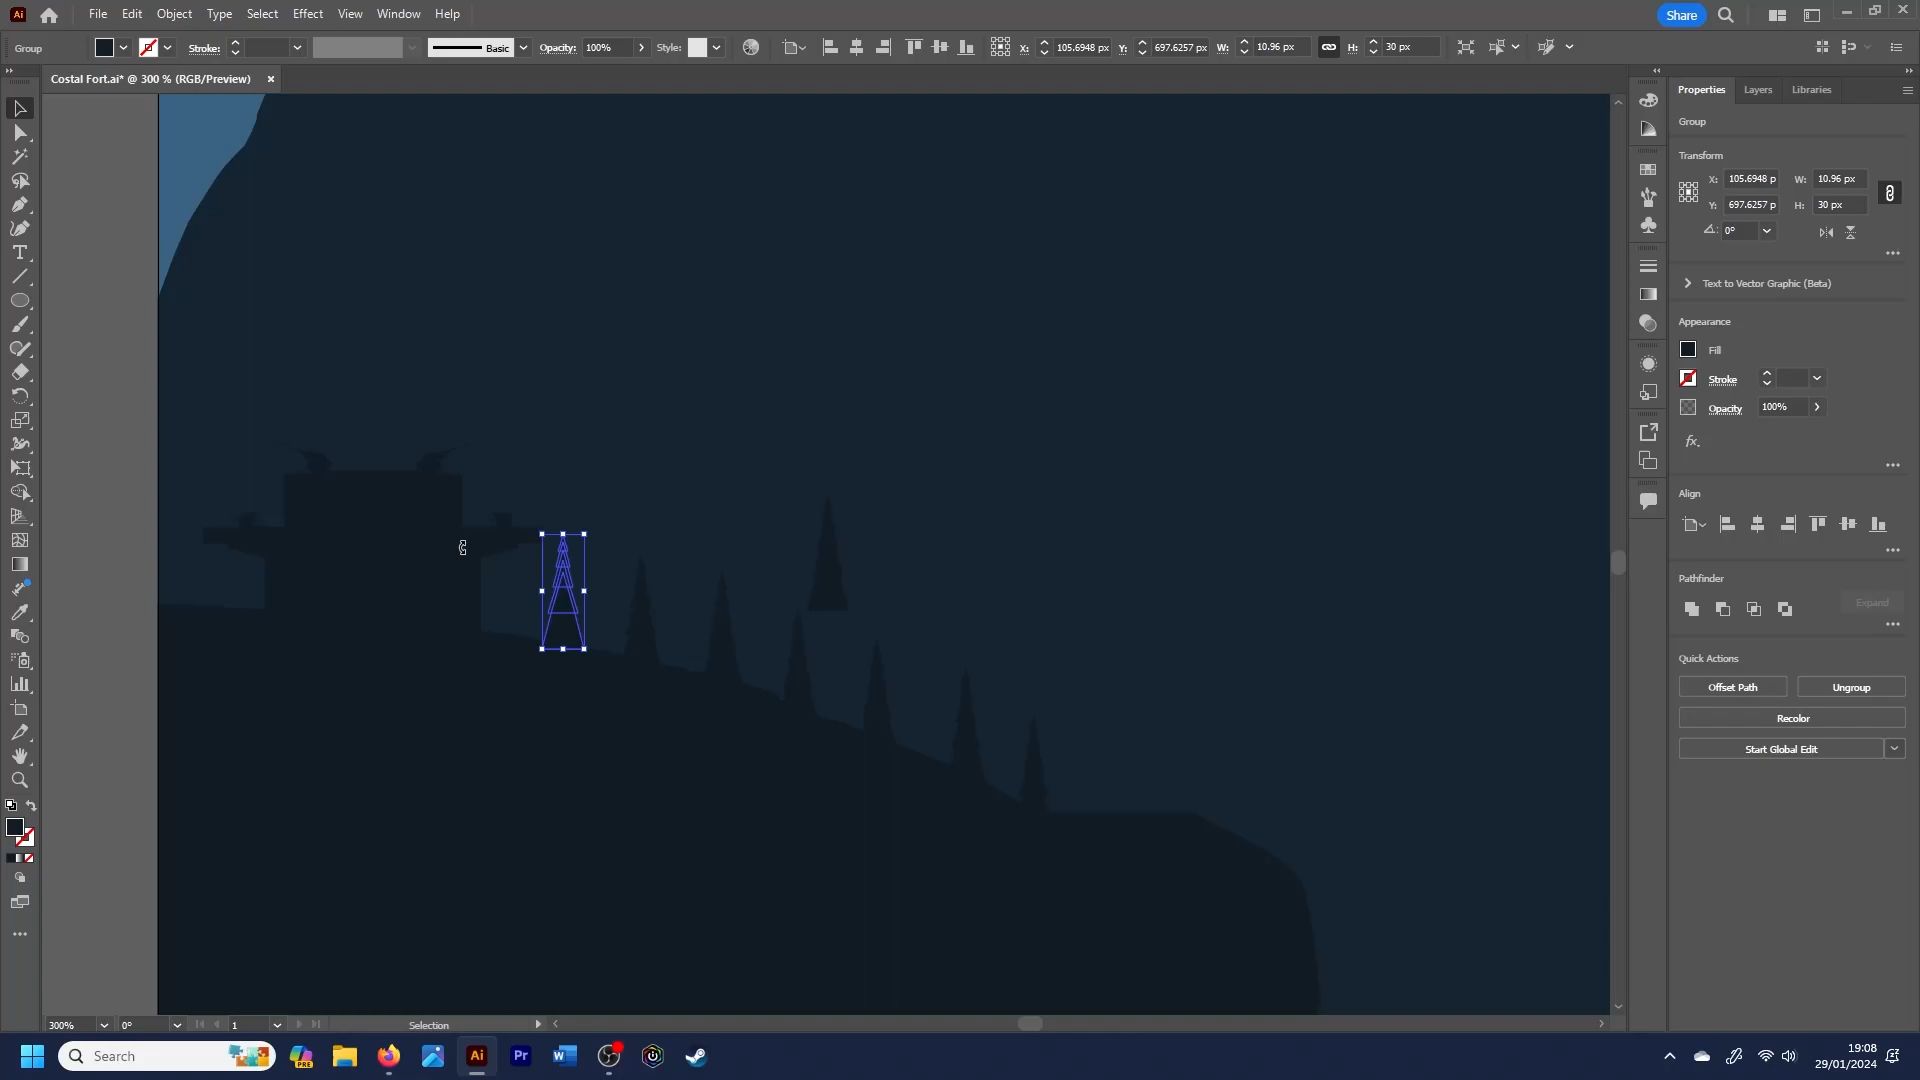 Ai File Edit Object Type Select Effect View Window Help Share
Group Stroke: Basic Opacity: 100% Style: X: 105.6948 px Y: 697.6257 px W: 10.96 px H: 30 px
Costal Fort.ai* @ 300 % (RGB/Preview)
Properties Layers Libraries
Group
Transform
X: 105.6948 p W: 10.96 px
Y: 697.6257 p H: 30 px
0°
Text to Vector Graphic (Beta)
Appearance
Fill
Stroke
Opacity 100%
fx.
Align
Pathfinder
Expand
Quick Actions
Offset Path Ungroup
Recolor
Start Global Edit
300% 0° 1 Selection
Search PRE Ai Pr W
19:08
29/01/2024